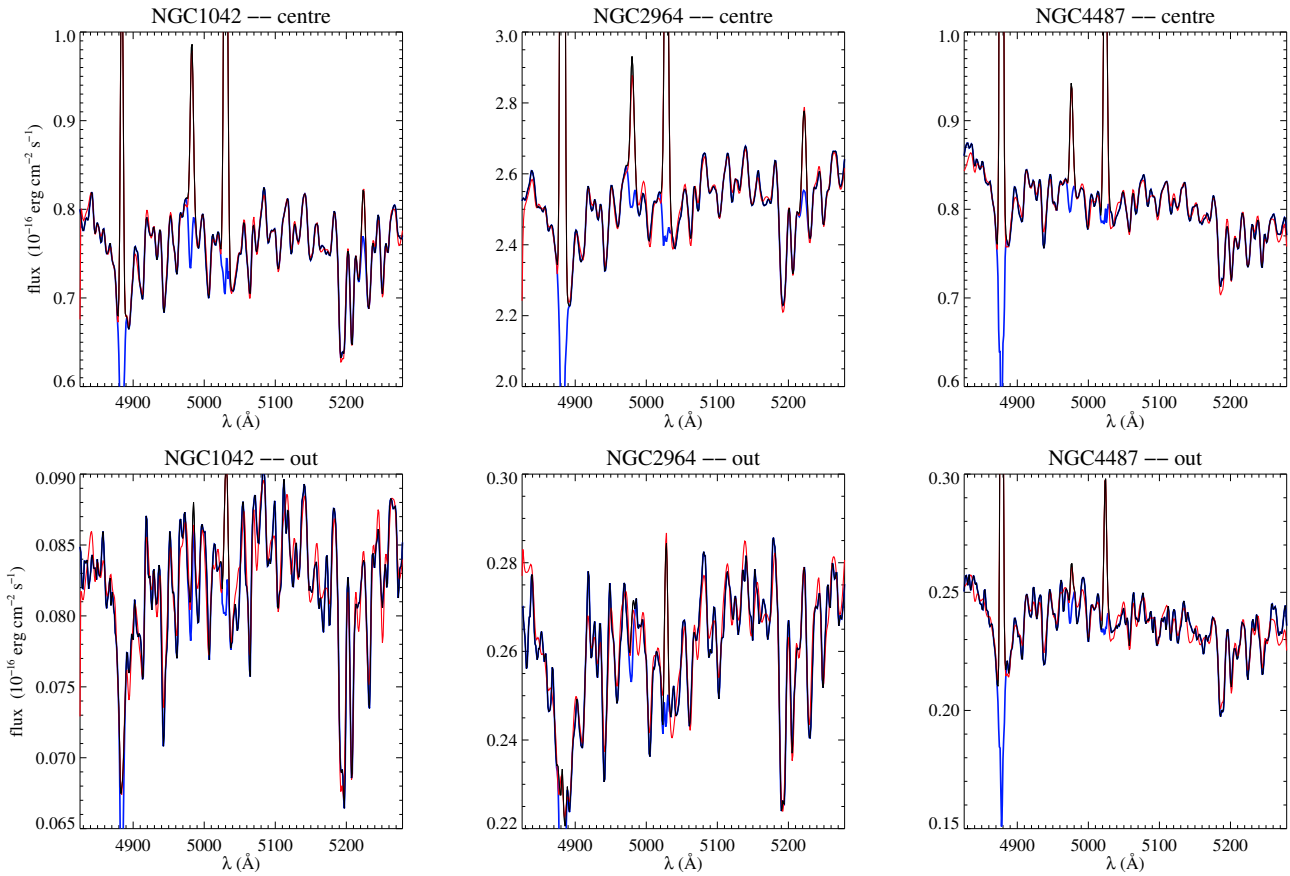 NGC1042 −− centre
NGC2964 −− centre
NGC4487 −− centre
1.0
0.9
0.8
0.7
0.6
flux (10⁻¹⁶ erg cm⁻² s⁻¹)
4900 5000 5100 5200
λ (Å)
3.0
2.8
2.6
2.4
2.2
2.0
4900 5000 5100 5200
λ (Å)
1.0
0.9
0.8
0.7
0.6
4900 5000 5100 5200
λ (Å)
NGC1042 −− out
NGC2964 −− out
NGC4487 −− out
0.090
0.085
0.080
0.075
0.070
0.065
flux (10⁻¹⁶ erg cm⁻² s⁻¹)
4900 5000 5100 5200
λ (Å)
0.30
0.28
0.26
0.24
0.22
4900 5000 5100 5200
λ (Å)
0.30
0.25
0.20
0.15
4900 5000 5100 5200
λ (Å)